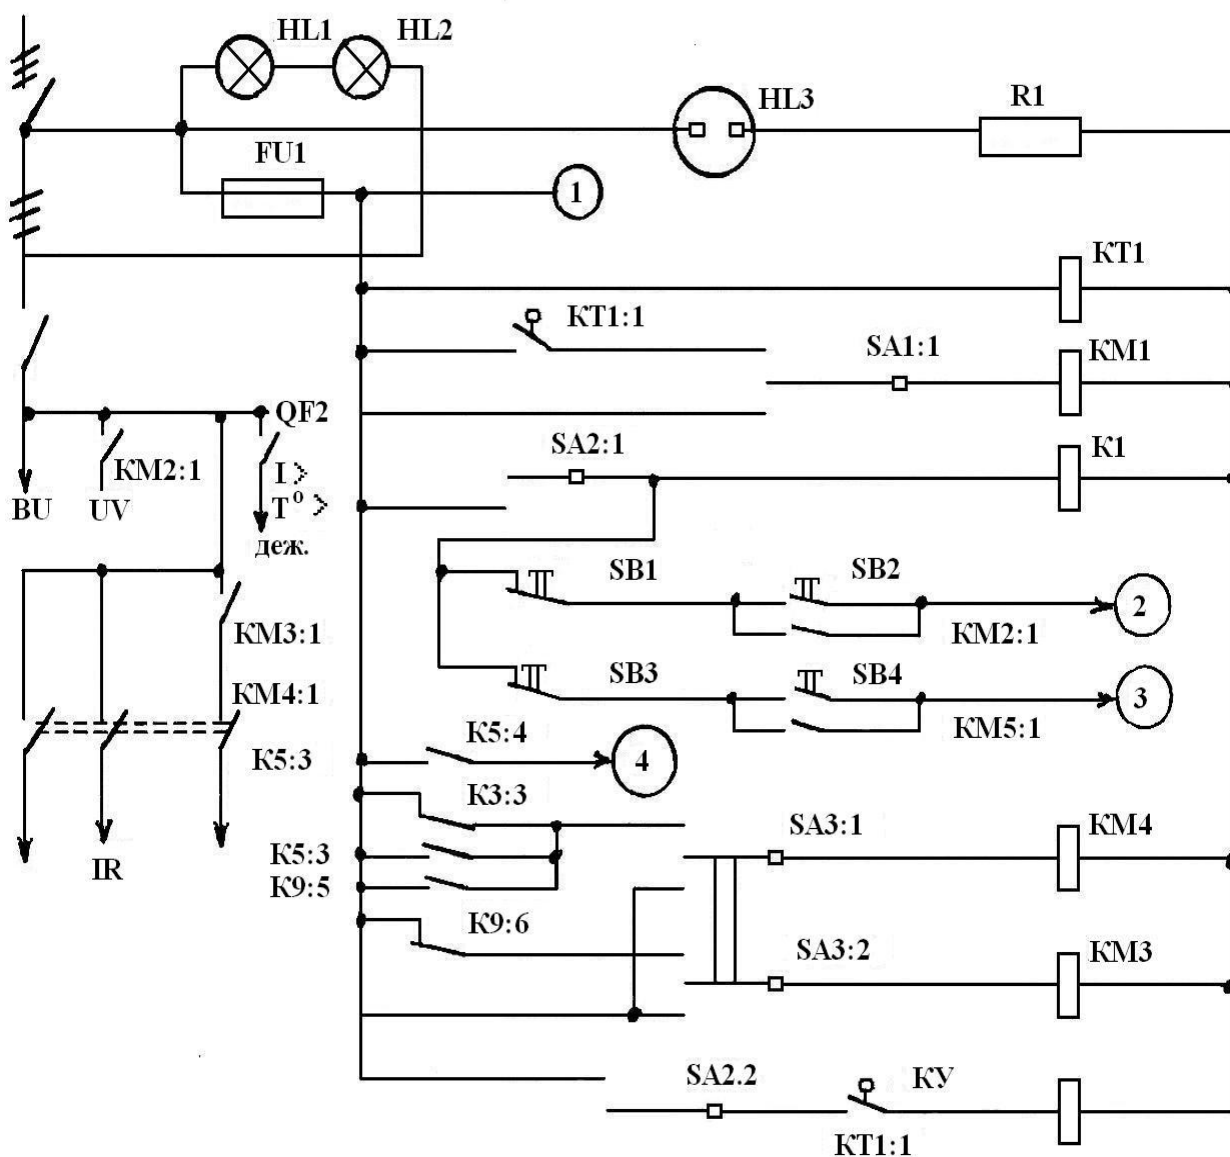 HL1
HL2
HL3
R1
FU1
1
КТ1
КТ1:1
SA1:1
КМ1
QF2
SA2:1
К1
КМ2:1
I >
BU
UV
T° >
деж.
SB1
SB2
2
КМ3:1
КМ2:1
КМ4:1
SB3
SB4
3
К5:3
К5:4
КМ5:1
4
К3:3
SA3:1
КМ4
К5:3
IR
К9:5
К9:6
SA3:2
КМ3
SA2.2
КУ
КТ1:1